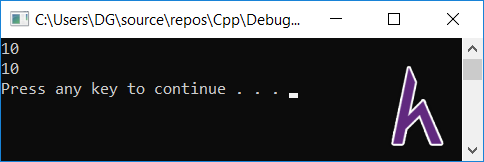 C:\Users\DG\source\repos\Cpp\Debug...
10
10
Press any key to continue . . .